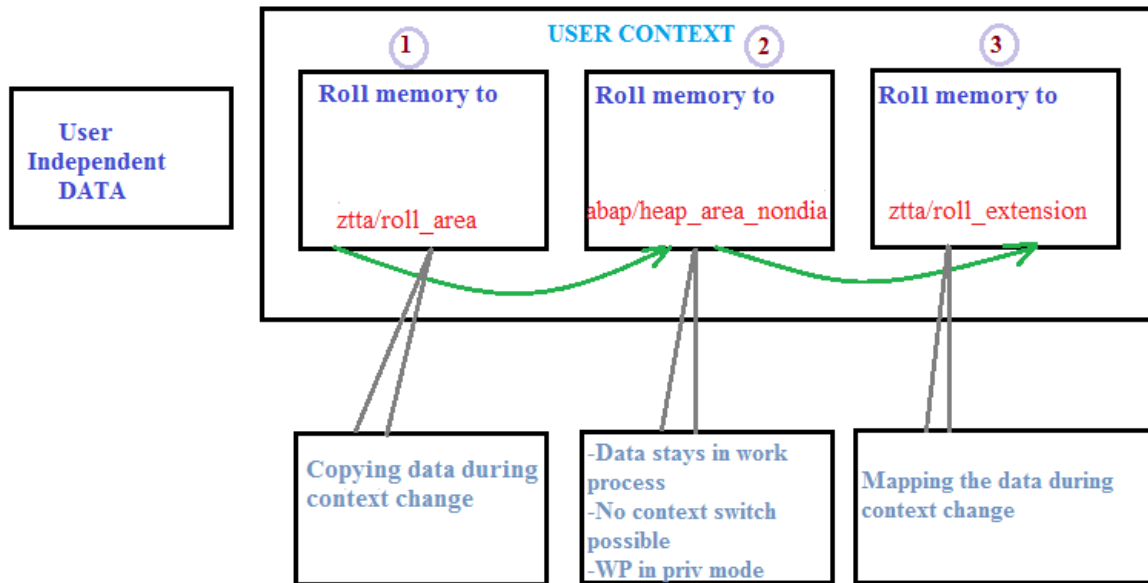 USER CONTEXT
1
2
3
Roll memory to
Roll memory to
Roll memory to
User
Independent
DATA
ztta/roll_area
abap/heap_area_nondia
ztta/roll_extension
Copying data during
context change
-Data stays in work
process
-No context switch
possible
-WP in priv mode
Mapping the data during
context change